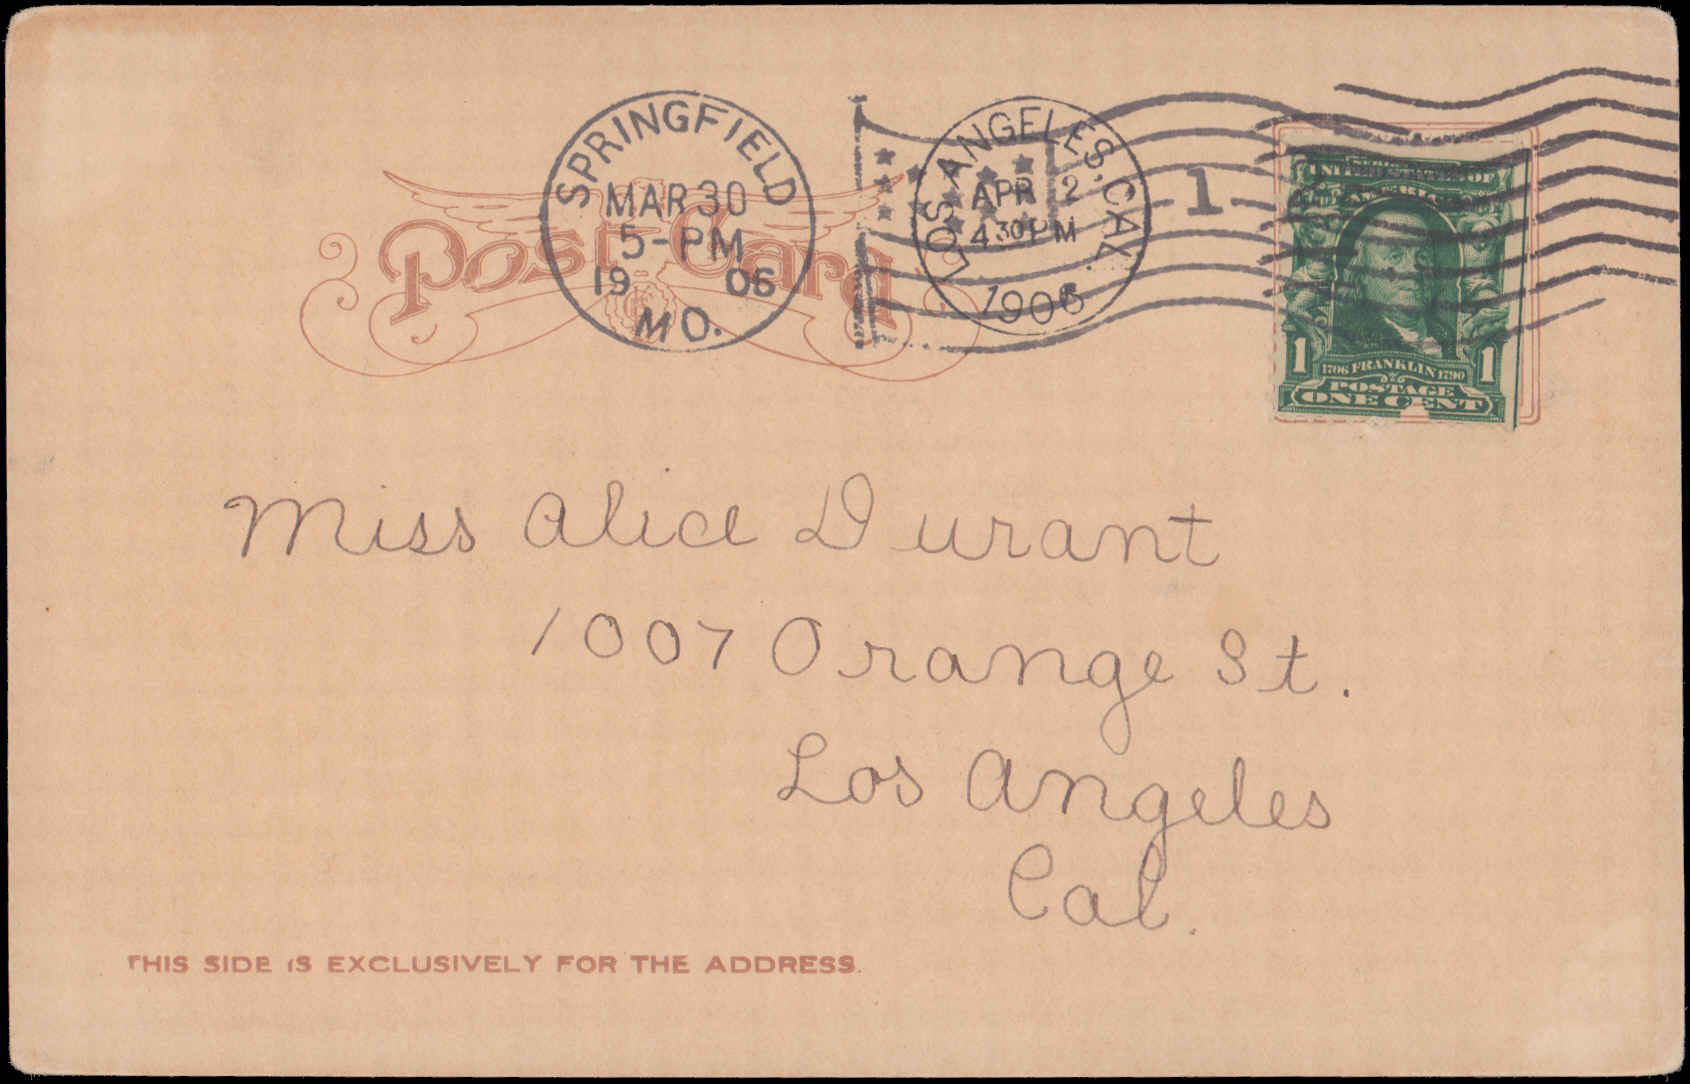 Post Card
SPRINGFIELD
MAR 30
5-PM
19 06
MO.
LOS ANGELES, CAL.
APR 2
4 30 PM
1906
1
UNITED STATES OF
AMERICA
1 1706 FRANKLIN 1790 1
POSTAGE
ONE CENT
Miss Alice Durant
1007 Orange St.
Los Angeles
Cal.
THIS SIDE IS EXCLUSIVELY FOR THE ADDRESS.